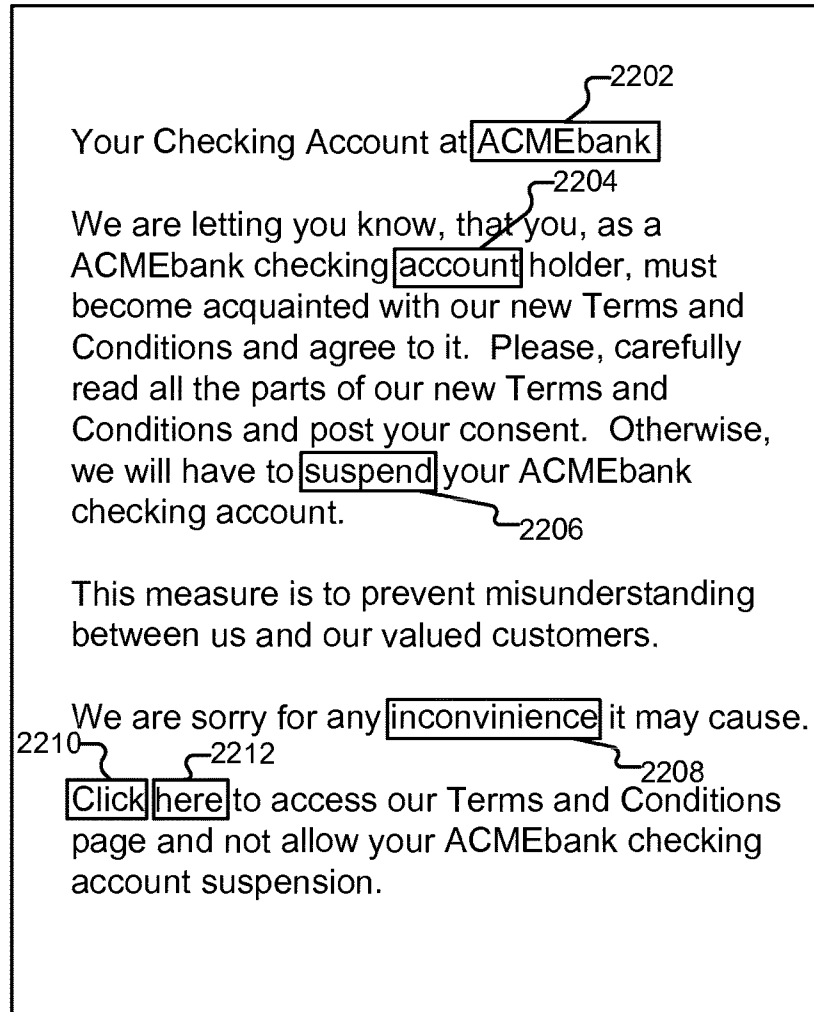 2202
Your Checking Account at ACMEbank
2204
We are letting you know, that you, as a
ACMEbank checking account holder, must
become acquainted with our new Terms and
Conditions and agree to it.  Please, carefully
read all the parts of our new Terms and
Conditions and post your consent.  Otherwise,
we will have to suspend your ACMEbank
checking account.
2206
This measure is to prevent misunderstanding
between us and our valued customers.
We are sorry for any inconvinience it may cause.
2210 2212 2208
Click here to access our Terms and Conditions
page and not allow your ACMEbank checking
account suspension.